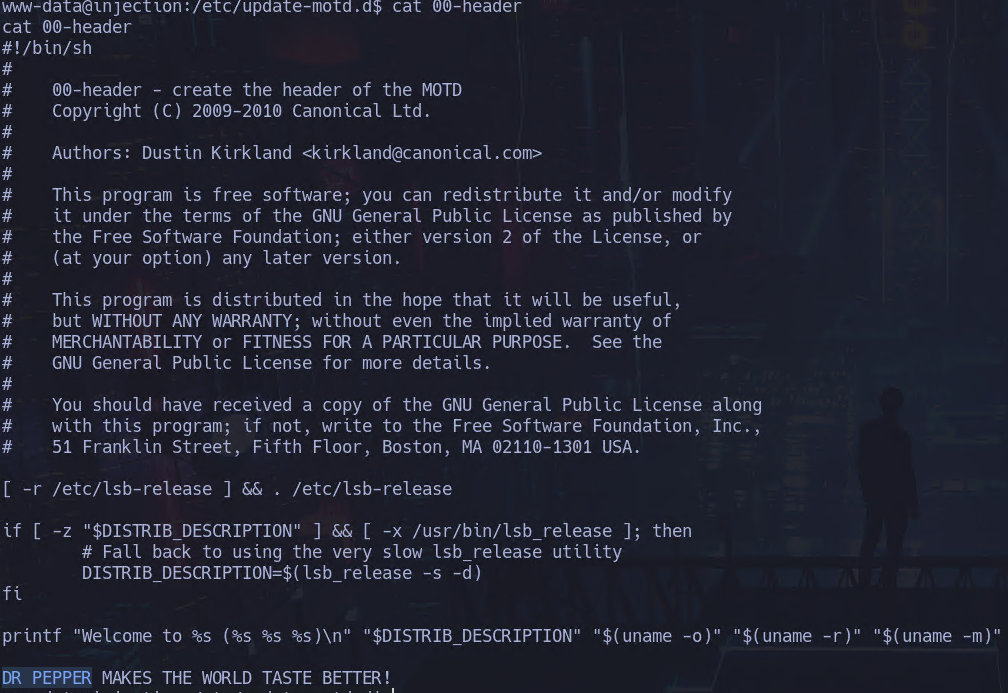 www-data@injection:/etc/update-motd.d$ cat 00-header
cat 00-header
#!/bin/sh
#
#    00-header - create the header of the MOTD
#    Copyright (C) 2009-2010 Canonical Ltd.
#
#    Authors: Dustin Kirkland <kirkland@canonical.com>
#
#    This program is free software; you can redistribute it and/or modify
#    it under the terms of the GNU General Public License as published by
#    the Free Software Foundation; either version 2 of the License, or
#    (at your option) any later version.
#
#    This program is distributed in the hope that it will be useful,
#    but WITHOUT ANY WARRANTY; without even the implied warranty of
#    MERCHANTABILITY or FITNESS FOR A PARTICULAR PURPOSE.  See the
#    GNU General Public License for more details.
#
#    You should have received a copy of the GNU General Public License along
#    with this program; if not, write to the Free Software Foundation, Inc.,
#    51 Franklin Street, Fifth Floor, Boston, MA 02110-1301 USA.

[ -r /etc/lsb-release ] && . /etc/lsb-release

if [ -z "$DISTRIB_DESCRIPTION" ] && [ -x /usr/bin/lsb_release ]; then
        # Fall back to using the very slow lsb_release utility
        DISTRIB_DESCRIPTION=$(lsb_release -s -d)
fi

printf "Welcome to %s (%s %s %s)\n" "$DISTRIB_DESCRIPTION" "$(uname -o)" "$(uname -r)" "$(uname -m)"

DR PEPPER MAKES THE WORLD TASTE BETTER!